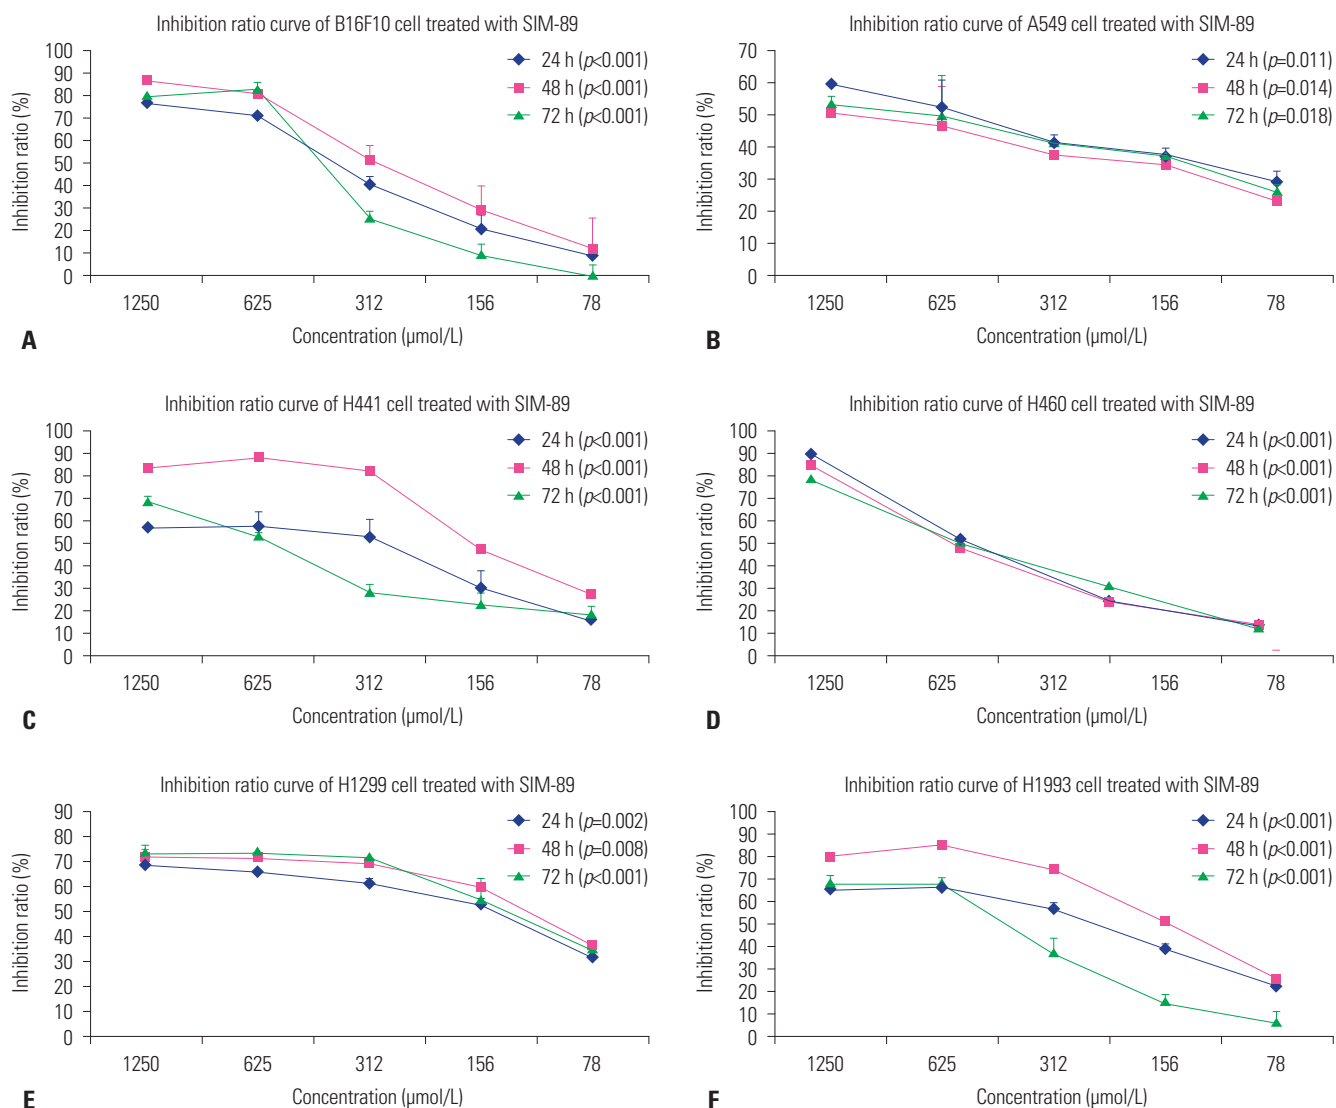 Inhibition ratio curve of B16F10 cell treated with SIM-89
Inhibition ratio (%)
100
90
80
70
60
50
40
30
20
10
0
24 h (p<0.001)
48 h (p<0.001)
72 h (p<0.001)
1250 625 312 156 78
Concentration (µmol/L)
A
Inhibition ratio curve of A549 cell treated with SIM-89
Inhibition ratio (%)
70
60
50
40
30
20
10
0
24 h (p=0.011)
48 h (p=0.014)
72 h (p=0.018)
1250 625 312 156 78
Concentration (µmol/L)
B
Inhibition ratio curve of H441 cell treated with SIM-89
Inhibition ratio (%)
100
90
80
70
60
50
40
30
20
10
0
24 h (p<0.001)
48 h (p<0.001)
72 h (p<0.001)
1250 625 312 156 78
Concentration (µmol/L)
C
Inhibition ratio curve of H460 cell treated with SIM-89
Inhibition ratio (%)
100
90
80
70
60
50
40
30
20
10
0
24 h (p<0.001)
48 h (p<0.001)
72 h (p<0.001)
1250 625 312 156 78
Concentration (µmol/L)
D
Inhibition ratio curve of H1299 cell treated with SIM-89
Inhibition ratio (%)
90
80
70
60
50
40
30
20
10
0
24 h (p=0.002)
48 h (p=0.008)
72 h (p<0.001)
1250 625 312 156 78
Concentration (µmol/L)
E
Inhibition ratio curve of H1993 cell treated with SIM-89
Inhibition ratio (%)
100
90
80
70
60
50
40
30
20
10
0
24 h (p<0.001)
48 h (p<0.001)
72 h (p<0.001)
1250 625 312 156 78
Concentration (µmol/L)
F